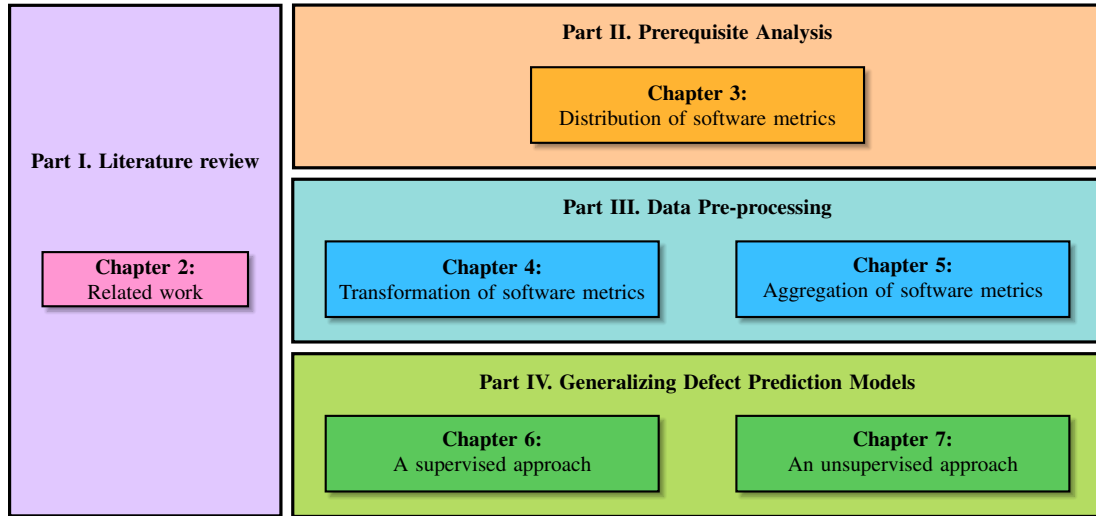 Part I. Literature review
Chapter 2:
Related work
Part II. Prerequisite Analysis
Chapter 3:
Distribution of software metrics
Part III. Data Pre-processing
Chapter 4:
Transformation of software metrics
Chapter 5:
Aggregation of software metrics
Part IV. Generalizing Defect Prediction Models
Chapter 6:
A supervised approach
Chapter 7:
An unsupervised approach